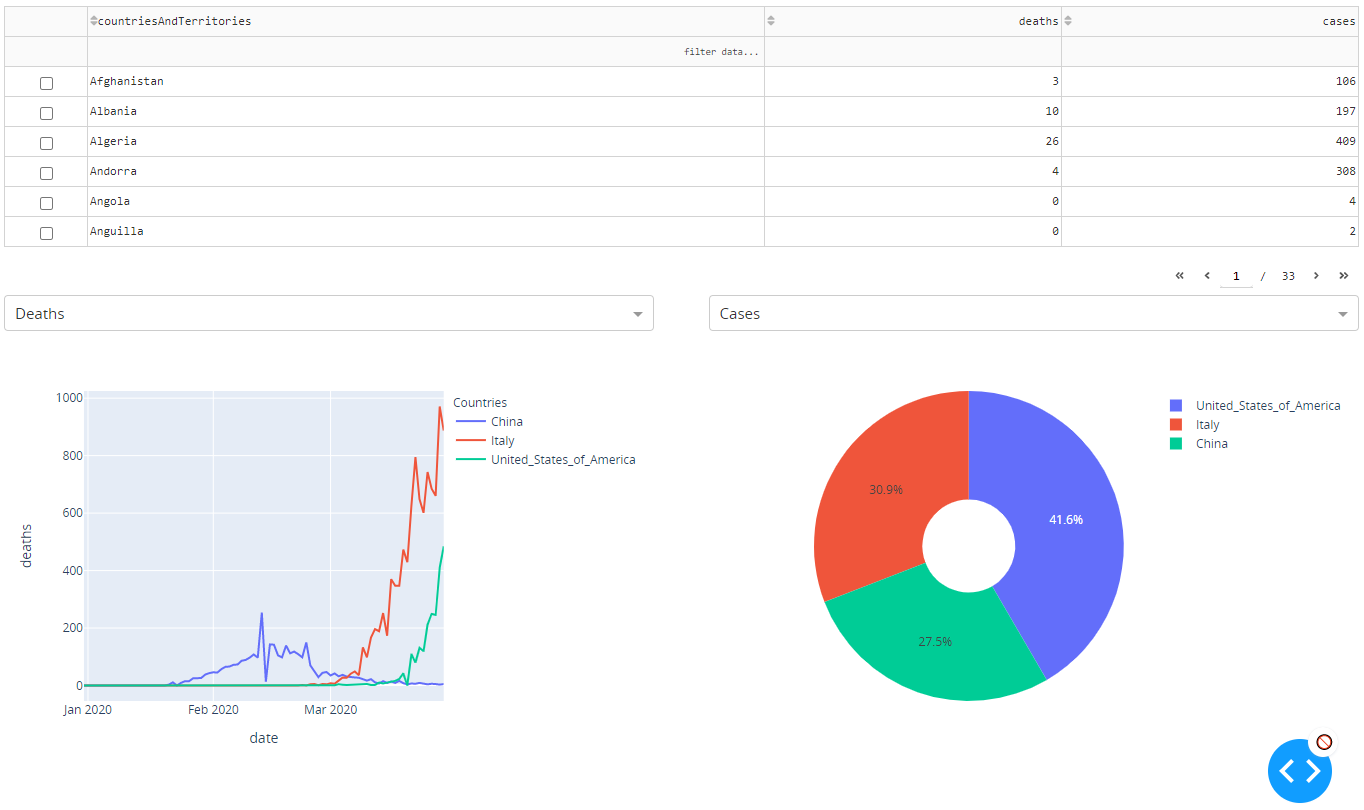 countriesAndTerritories deaths cases
filter data...
Afghanistan 3 106
Albania 10 197
Algeria 26 409
Andorra 4 308
Angola 0 4
Anguilla 0 2
1 / 33
Deaths
Cases
1000
800
600
400
200
0
deaths
Jan 2020 Feb 2020 Mar 2020
date
Countries
China
Italy
United_States_of_America
30.9%
41.6%
27.5%
United_States_of_America
Italy
China